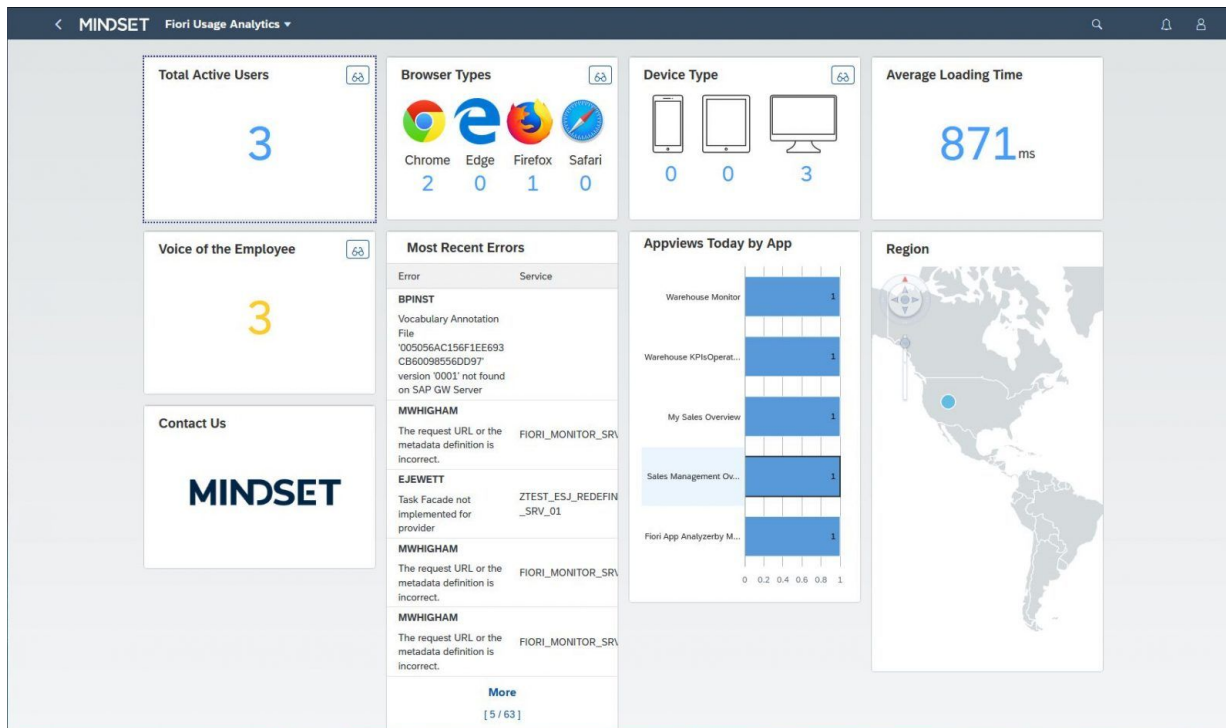 MINDSET Fiori Usage Analytics
Total Active Users
3
Browser Types
Chrome Edge Firefox Safari
2 0 1 0
Device Type
0 0 3
Average Loading Time
871 ms
Voice of the Employee
3
Most Recent Errors
Error Service
BPINST
Vocabulary Annotation
File
'005056AC156F1EE693
CB60098556DD97'
version '0001' not found
on SAP GW Server
MWHIGHAM
The request URL or the
metadata definition is
incorrect.
FIORI_MONITOR_SRV
EJEWETT
Task Facade not
implemented for
provider
ZTEST_ESJ_REDEFIN
_SRV_01
MWHIGHAM
The request URL or the
metadata definition is
incorrect.
FIORI_MONITOR_SRV
MWHIGHAM
The request URL or the
metadata definition is
incorrect.
FIORI_MONITOR_SRV
More
[ 5 / 63 ]
Appviews Today by App
Warehouse Monitor 1
Warehouse KPIsOperat... 1
My Sales Overview 1
Sales Management Ov... 1
Fiori App Analyzerby M... 1
0 0.2 0.4 0.6 0.8 1
Region
Contact Us
MINDSET